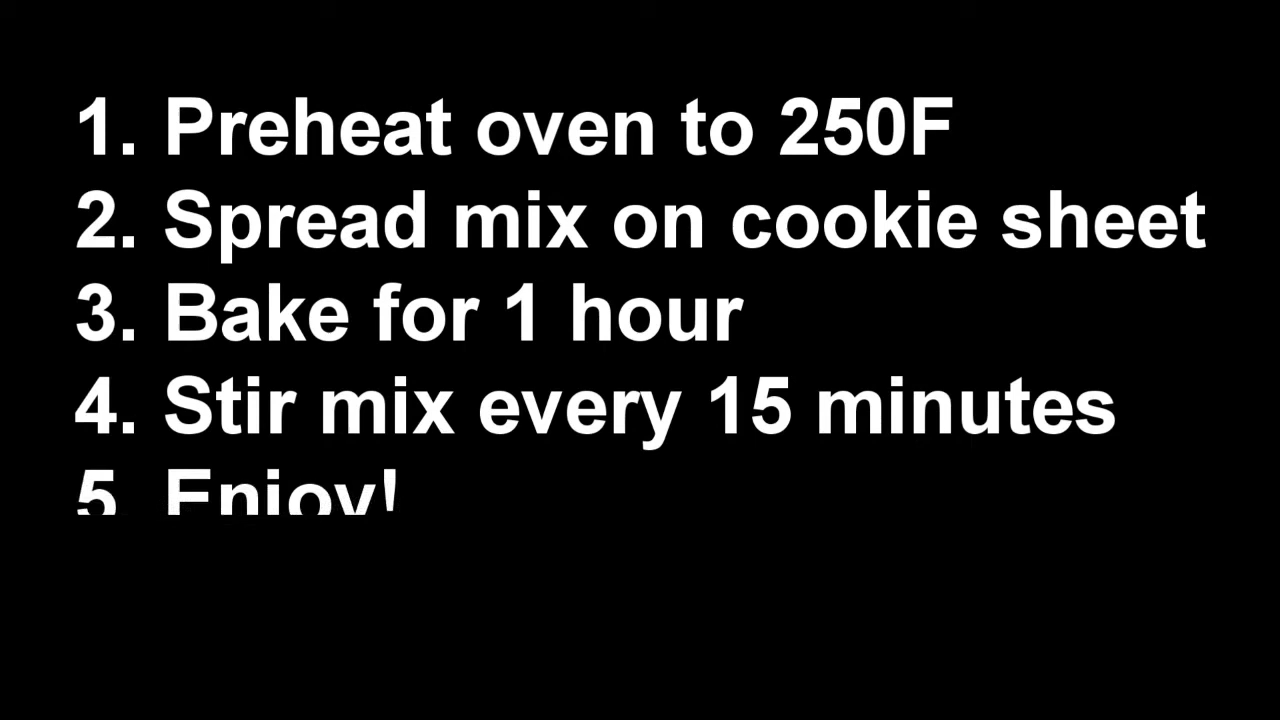 1. Preheat oven to 250F
2. Spread mix on cookie sheet
3. Bake for 1 hour
4. Stir mix every 15 minutes
5. Enjoy!